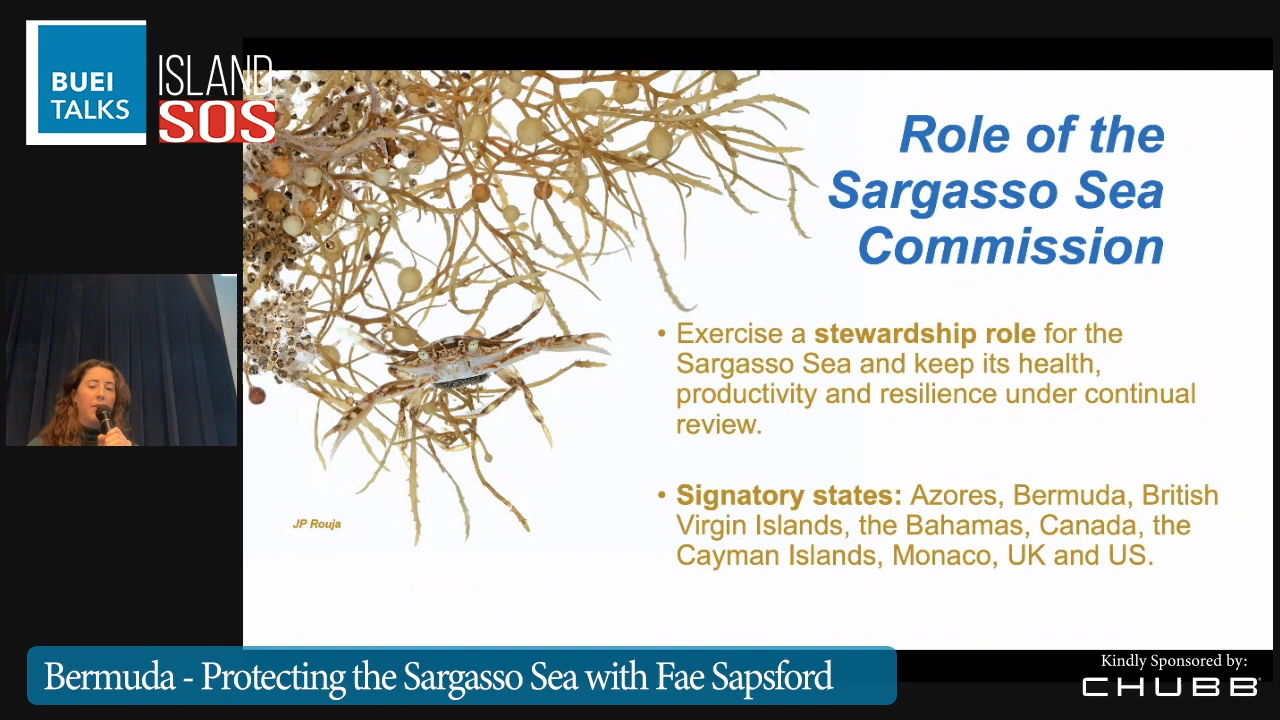 BUEI
TALKS
ISLAND
SOS
Role of the
Sargasso Sea
Commission
• Exercise a stewardship role for the
Sargasso Sea and keep its health,
productivity and resilience under continual
review.
• Signatory states: Azores, Bermuda, British
Virgin Islands, the Bahamas, Canada, the
Cayman Islands, Monaco, UK and US.
JP Rouja
Bermuda - Protecting the Sargasso Sea with Fae Sapsford
Kindly Sponsored by:
CHUBB